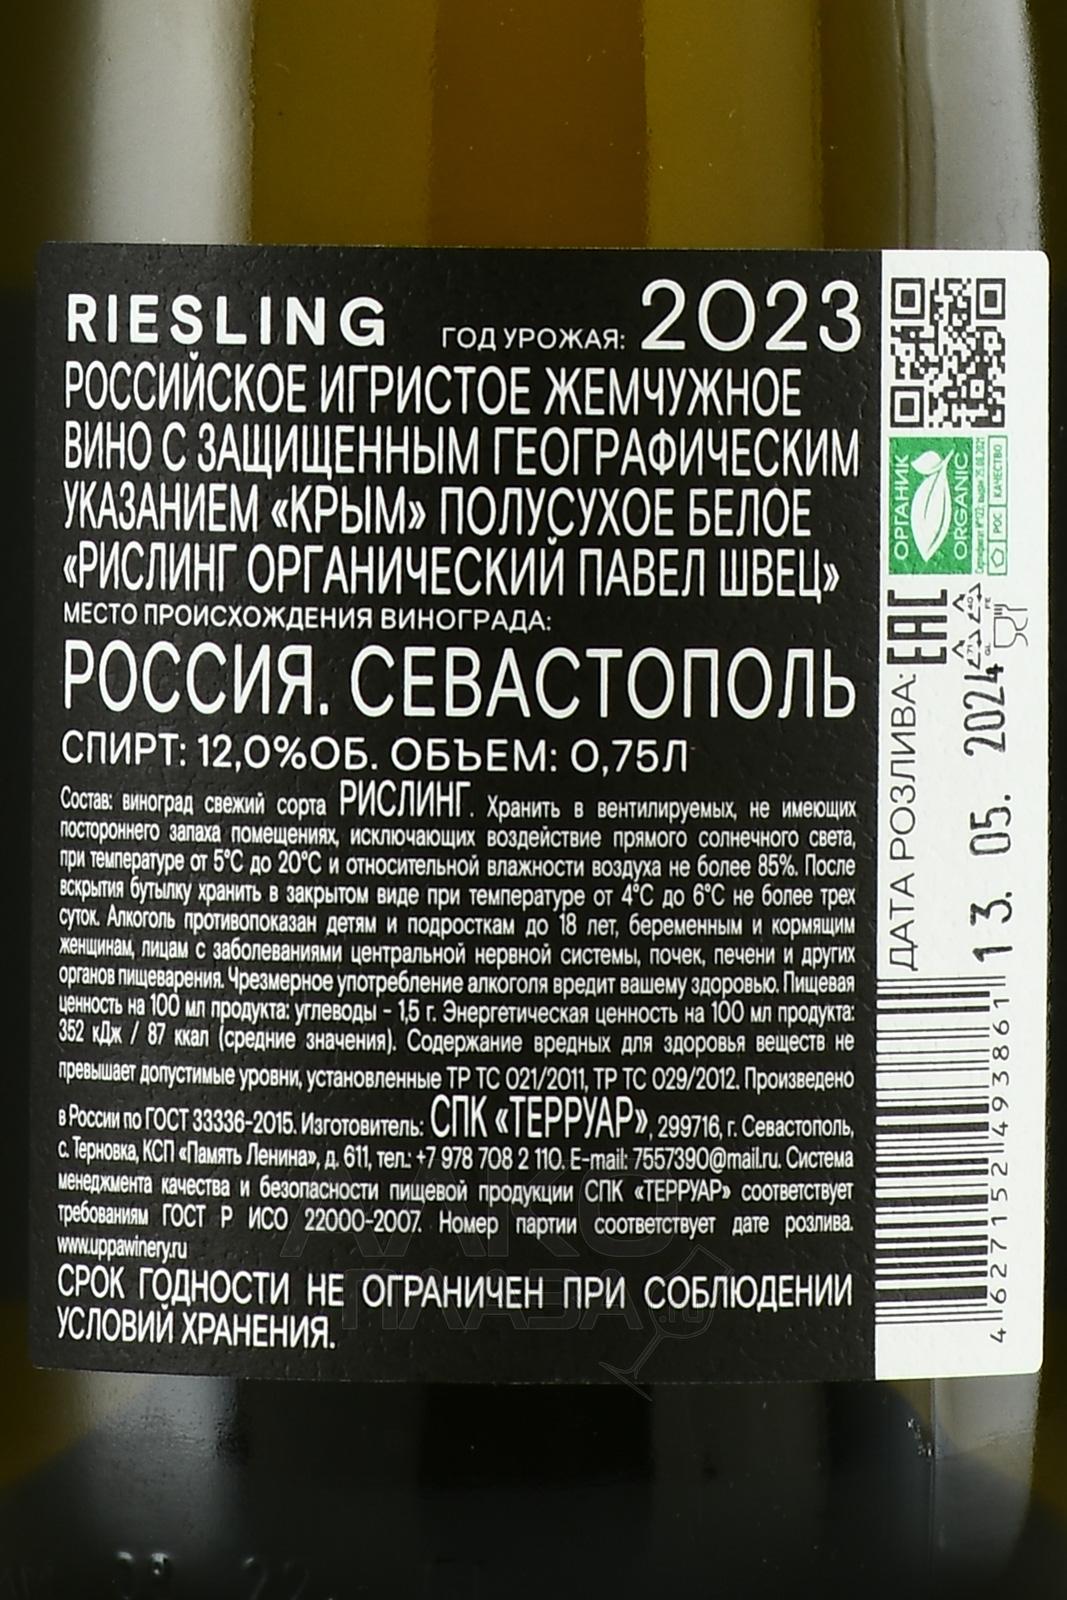 RIESLING ГОД УРОЖАЯ: 2023
РОССИЙСКОЕ ИГРИСТОЕ ЖЕМЧУЖНОЕ
ВИНО С ЗАЩИЩЕННЫМ ГЕОГРАФИЧЕСКИМ
УКАЗАНИЕМ «КРЫМ» ПОЛУСУХОЕ БЕЛОЕ
«РИСЛИНГ ОРГАНИЧЕСКИЙ ПАВЕЛ ШВЕЦ»
МЕСТО ПРОИСХОЖДЕНИЯ ВИНОГРАДА:
РОССИЯ. СЕВАСТОПОЛЬ
СПИРТ: 12,0%ОБ. ОБЪЕМ: 0,75Л
Состав: виноград свежий сорта РИСЛИНГ. Хранить в вентилируемых, не имеющих
постороннего запаха помещениях, исключающих воздействие прямого солнечного света,
при температуре от 5°С до 20°С и относительной влажности воздуха не более 85%. После
вскрытия бутылку хранить в закрытом виде при температуре от 4°С до 6°С не более трех
суток. Алкоголь противопоказан детям и подросткам до 18 лет, беременным и кормящим
женщинам, лицам с заболеваниями центральной нервной системы, почек, печени и других
органов пищеварения. Чрезмерное употребление алкоголя вредит вашему здоровью. Пищевая
ценность на 100 мл продукта: углеводы – 1,5 г. Энергетическая ценность на 100 мл продукта:
352 кДж / 87 ккал (средние значения). Содержание вредных для здоровья веществ не
превышает допустимые уровни, установленные ТР ТС 021/2011, ТР ТС 029/2012. Произведено
в России по ГОСТ 33336-2015. Изготовитель: СПК «ТЕРРУАР», 299716, г. Севастополь,
с. Терновка, КСП «Память Ленина», д. 611, тел.: +7 978 708 2 110. E-mail: 7557390@mail.ru. Система
менеджмента качества и безопасности пищевой продукции СПК «ТЕРРУАР» соответствует
требованиям ГОСТ Р ИСО 22000-2007. Номер партии соответствует дате розлива.
www.uppawinery.ru
СРОК ГОДНОСТИ НЕ ОГРАНИЧЕН ПРИ СОБЛЮДЕНИИ
УСЛОВИЙ ХРАНЕНИЯ.
ОРГАНИК
ORGANIC
РОС КАЧЕСТВО
EAC
ДАТА РОЗЛИВА:
13. 05. 2024
4627152493861
АЛКО
ПЛАЗА.RU